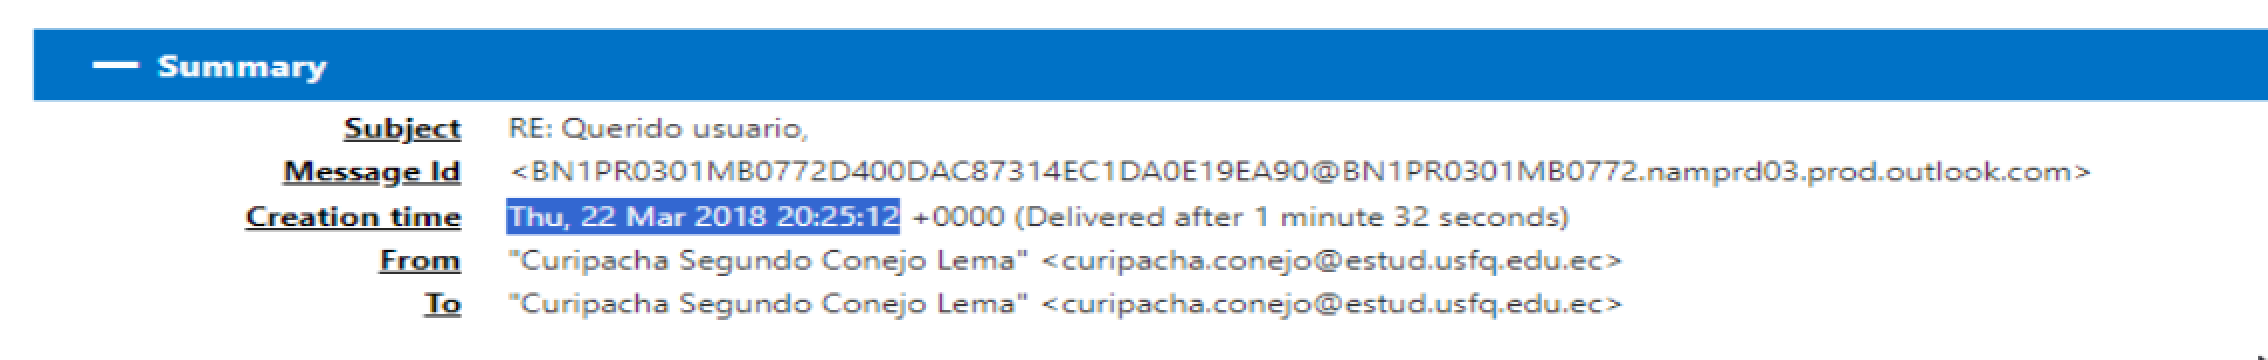 — Summary
Subject RE: Querido usuario,
Message Id <BN1PR0301MB0772D400DAC87314EC1DA0E19EA90@BN1PR0301MB0772.namprd03.prod.outlook.com>
Creation time Thu, 22 Mar 2018 20:25:12 +0000 (Delivered after 1 minute 32 seconds)
From "Curipacha Segundo Conejo Lema" <curipacha.conejo@estud.usfq.edu.ec>
To "Curipacha Segundo Conejo Lema" <curipacha.conejo@estud.usfq.edu.ec>